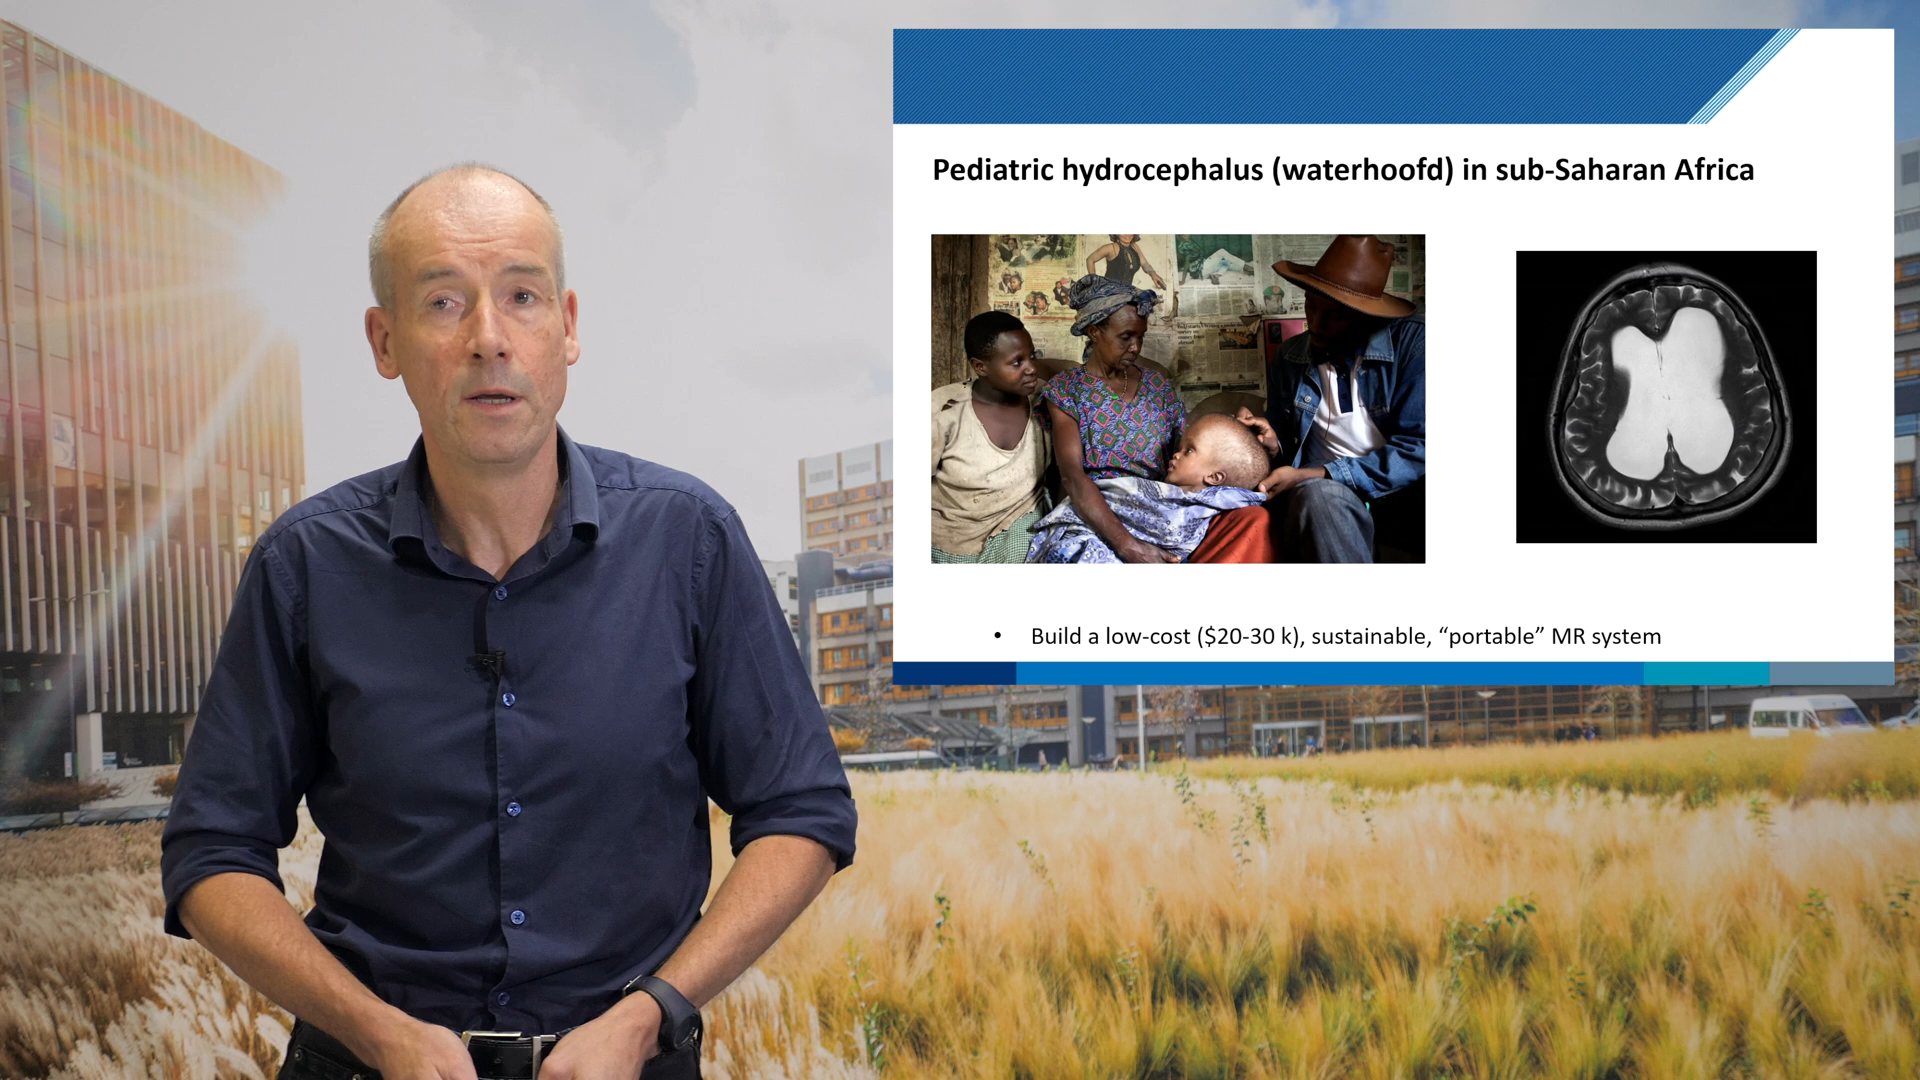 Pediatric hydrocephalus (waterhoofd) in sub-Saharan Africa
• Build a low-cost ($20-30 k), sustainable, “portable” MR system